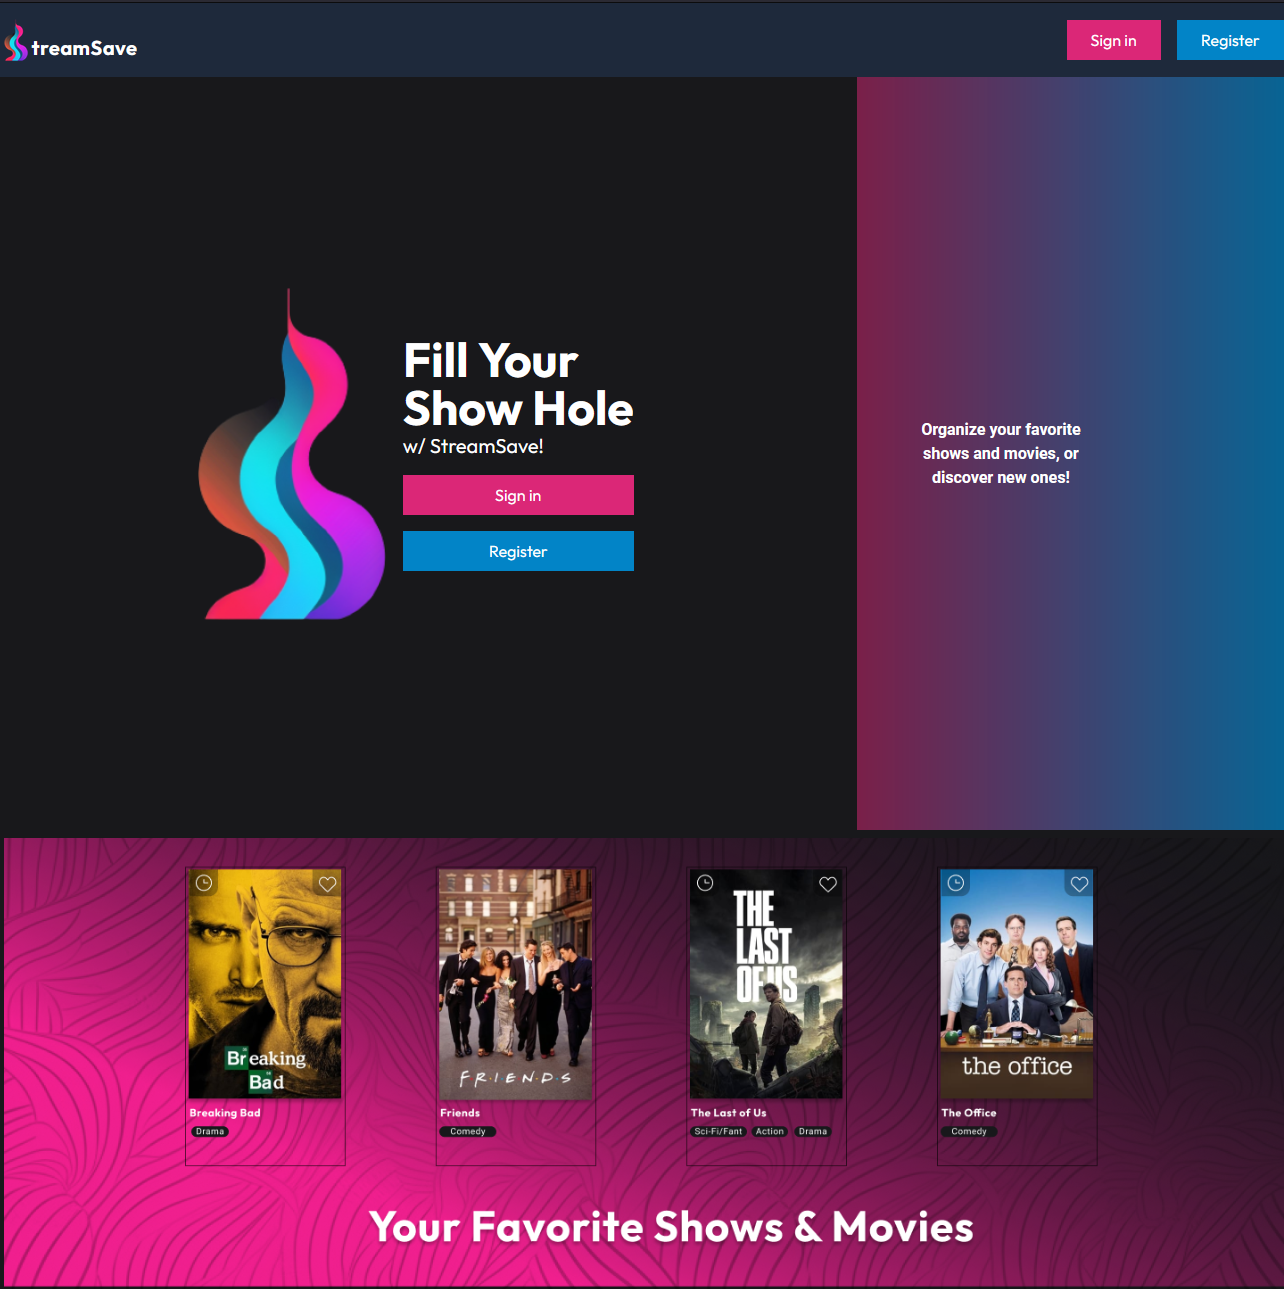 treamSave
Sign in
Register
Fill Your
Show Hole
w/ StreamSave!
Sign in
Register
Organize your favorite
shows and movies, or
discover new ones!
Breaking
Bad
F·R·I·E·N·D·S
THE
LAST
OF US
the office
Breaking Bad
Friends
The Last of Us
The Office
Drama
Comedy
Sci-Fi/Fant
Action
Drama
Comedy
Your Favorite Shows & Movies